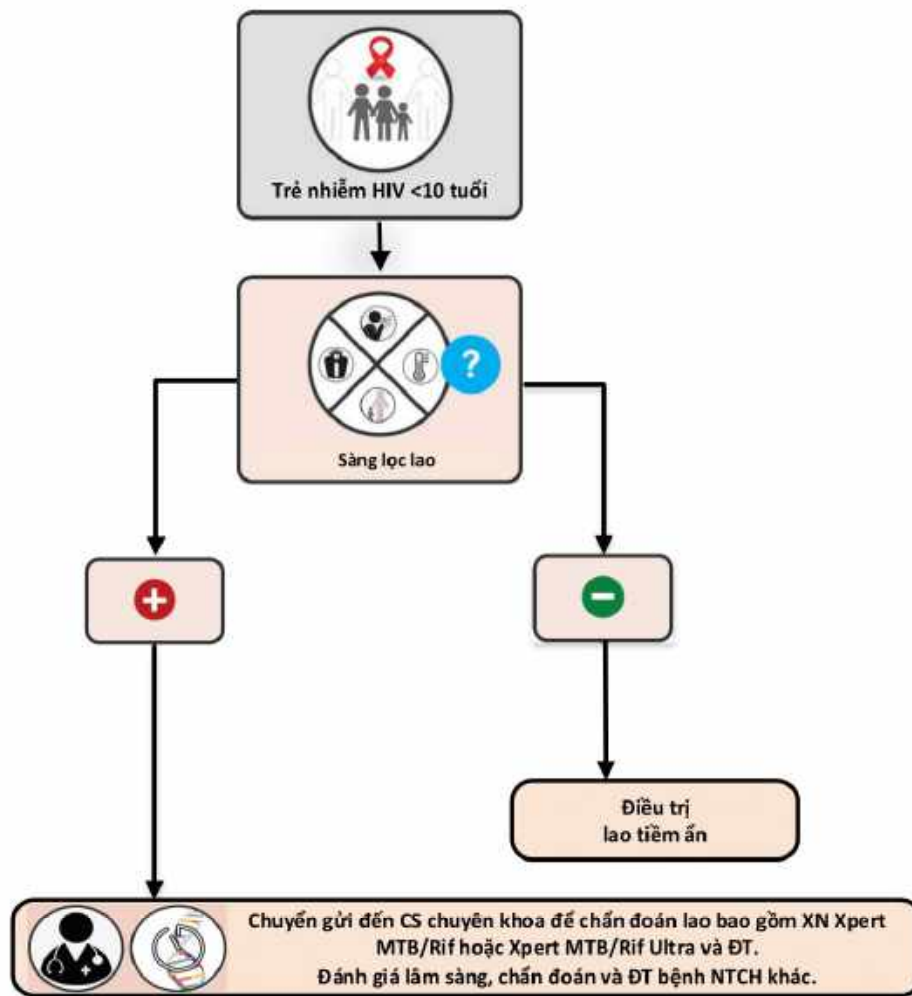 Trẻ nhiễm HIV <10 tuổi
?
Sàng lọc lao
+
−
Điều trị
lao tiềm ẩn
Chuyển gửi đến CS chuyên khoa để chẩn đoán lao bao gồm XN Xpert
MTB/Rif hoặc Xpert MTB/Rif Ultra và ĐT.
Đánh giá lâm sàng, chẩn đoán và ĐT bệnh NTCH khác.